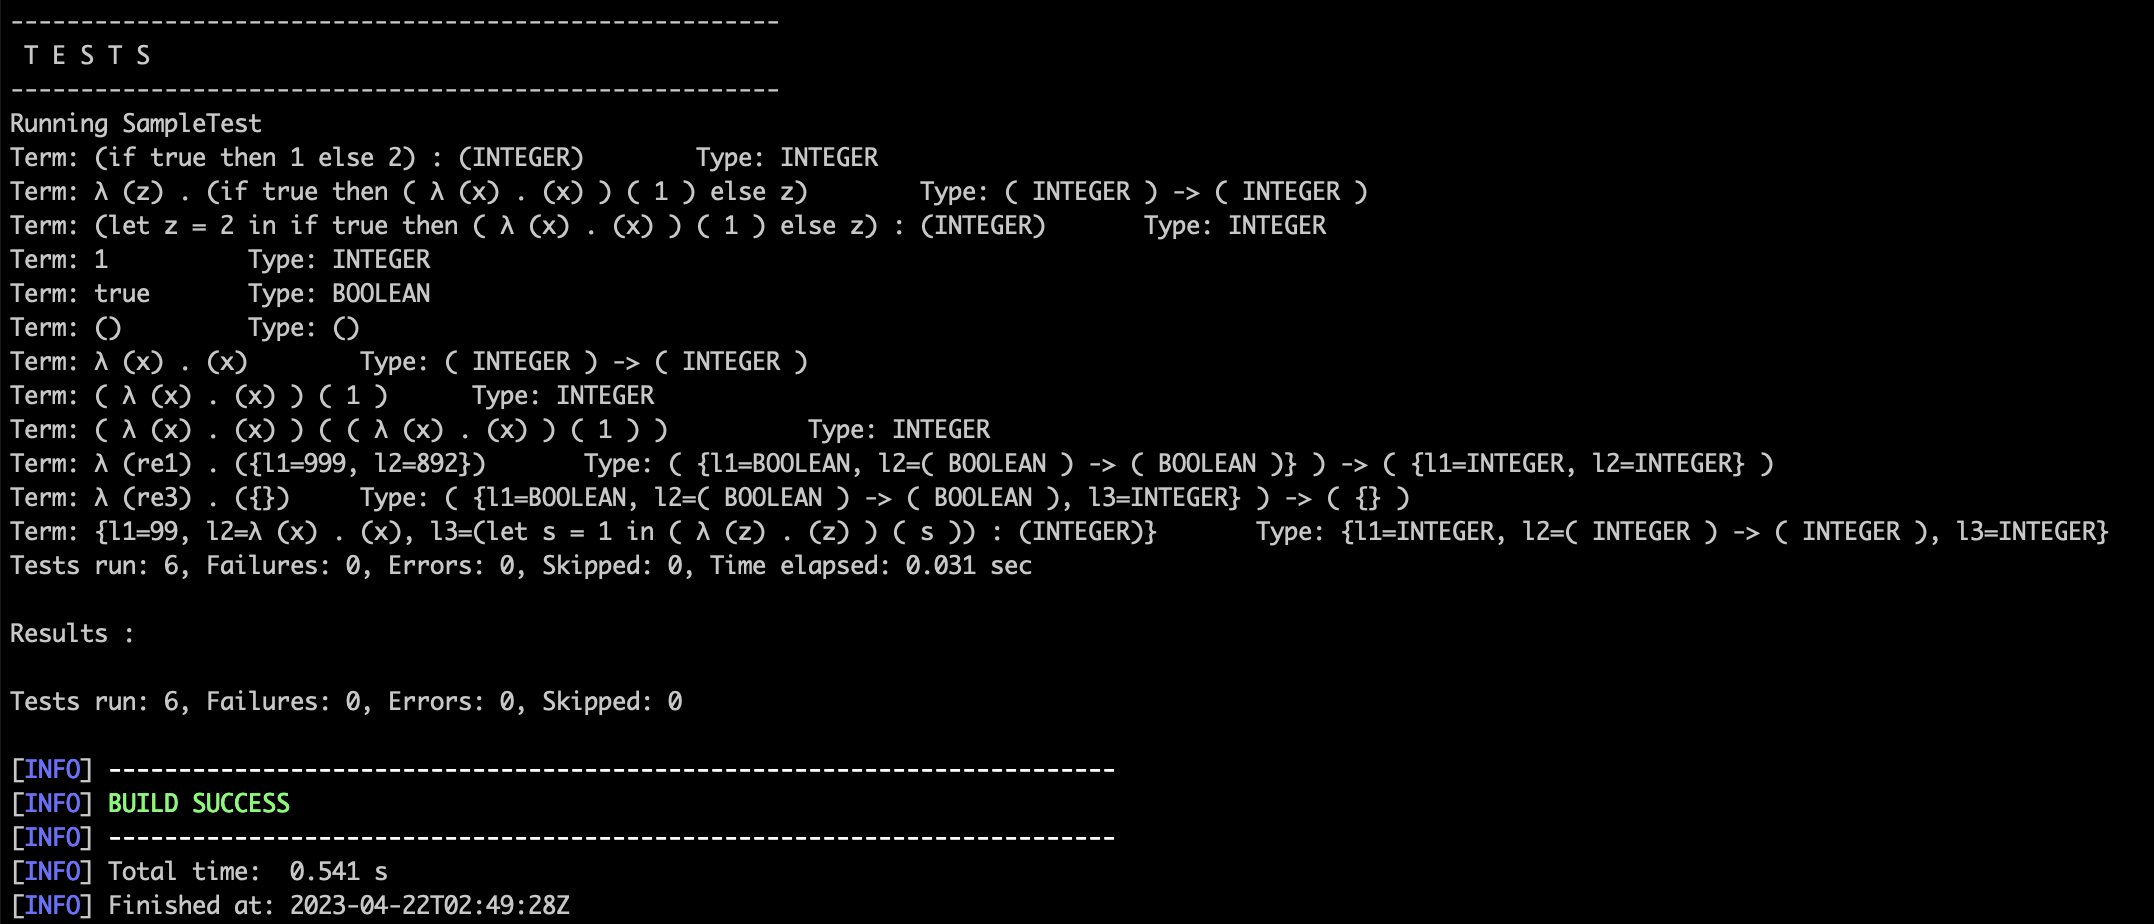 -------------------------------------------------------
 T E S T S
-------------------------------------------------------
Running SampleTest
Term: (if true then 1 else 2) : (INTEGER)        Type: INTEGER
Term: λ (z) . (if true then ( λ (x) . (x) ) ( 1 ) else z)        Type: ( INTEGER ) -> ( INTEGER )
Term: (let z = 2 in if true then ( λ (x) . (x) ) ( 1 ) else z) : (INTEGER)       Type: INTEGER
Term: 1          Type: INTEGER
Term: true       Type: BOOLEAN
Term: ()         Type: ()
Term: λ (x) . (x)        Type: ( INTEGER ) -> ( INTEGER )
Term: ( λ (x) . (x) ) ( 1 )      Type: INTEGER
Term: ( λ (x) . (x) ) ( ( λ (x) . (x) ) ( 1 ) )          Type: INTEGER
Term: λ (re1) . ({l1=999, l2=892})       Type: ( {l1=BOOLEAN, l2=( BOOLEAN ) -> ( BOOLEAN )} ) -> ( {l1=INTEGER, l2=INTEGER} )
Term: λ (re3) . ({})     Type: ( {l1=BOOLEAN, l2=( BOOLEAN ) -> ( BOOLEAN ), l3=INTEGER} ) -> ( {} )
Term: {l1=99, l2=λ (x) . (x), l3=(let s = 1 in ( λ (z) . (z) ) ( s )) : (INTEGER)}       Type: {l1=INTEGER, l2=( INTEGER ) -> ( INTEGER ), l3=INTEGER}
Tests run: 6, Failures: 0, Errors: 0, Skipped: 0, Time elapsed: 0.031 sec

Results :

Tests run: 6, Failures: 0, Errors: 0, Skipped: 0

[INFO] ------------------------------------------------------------------------
[INFO] BUILD SUCCESS
[INFO] ------------------------------------------------------------------------
[INFO] Total time:  0.541 s
[INFO] Finished at: 2023-04-22T02:49:28Z